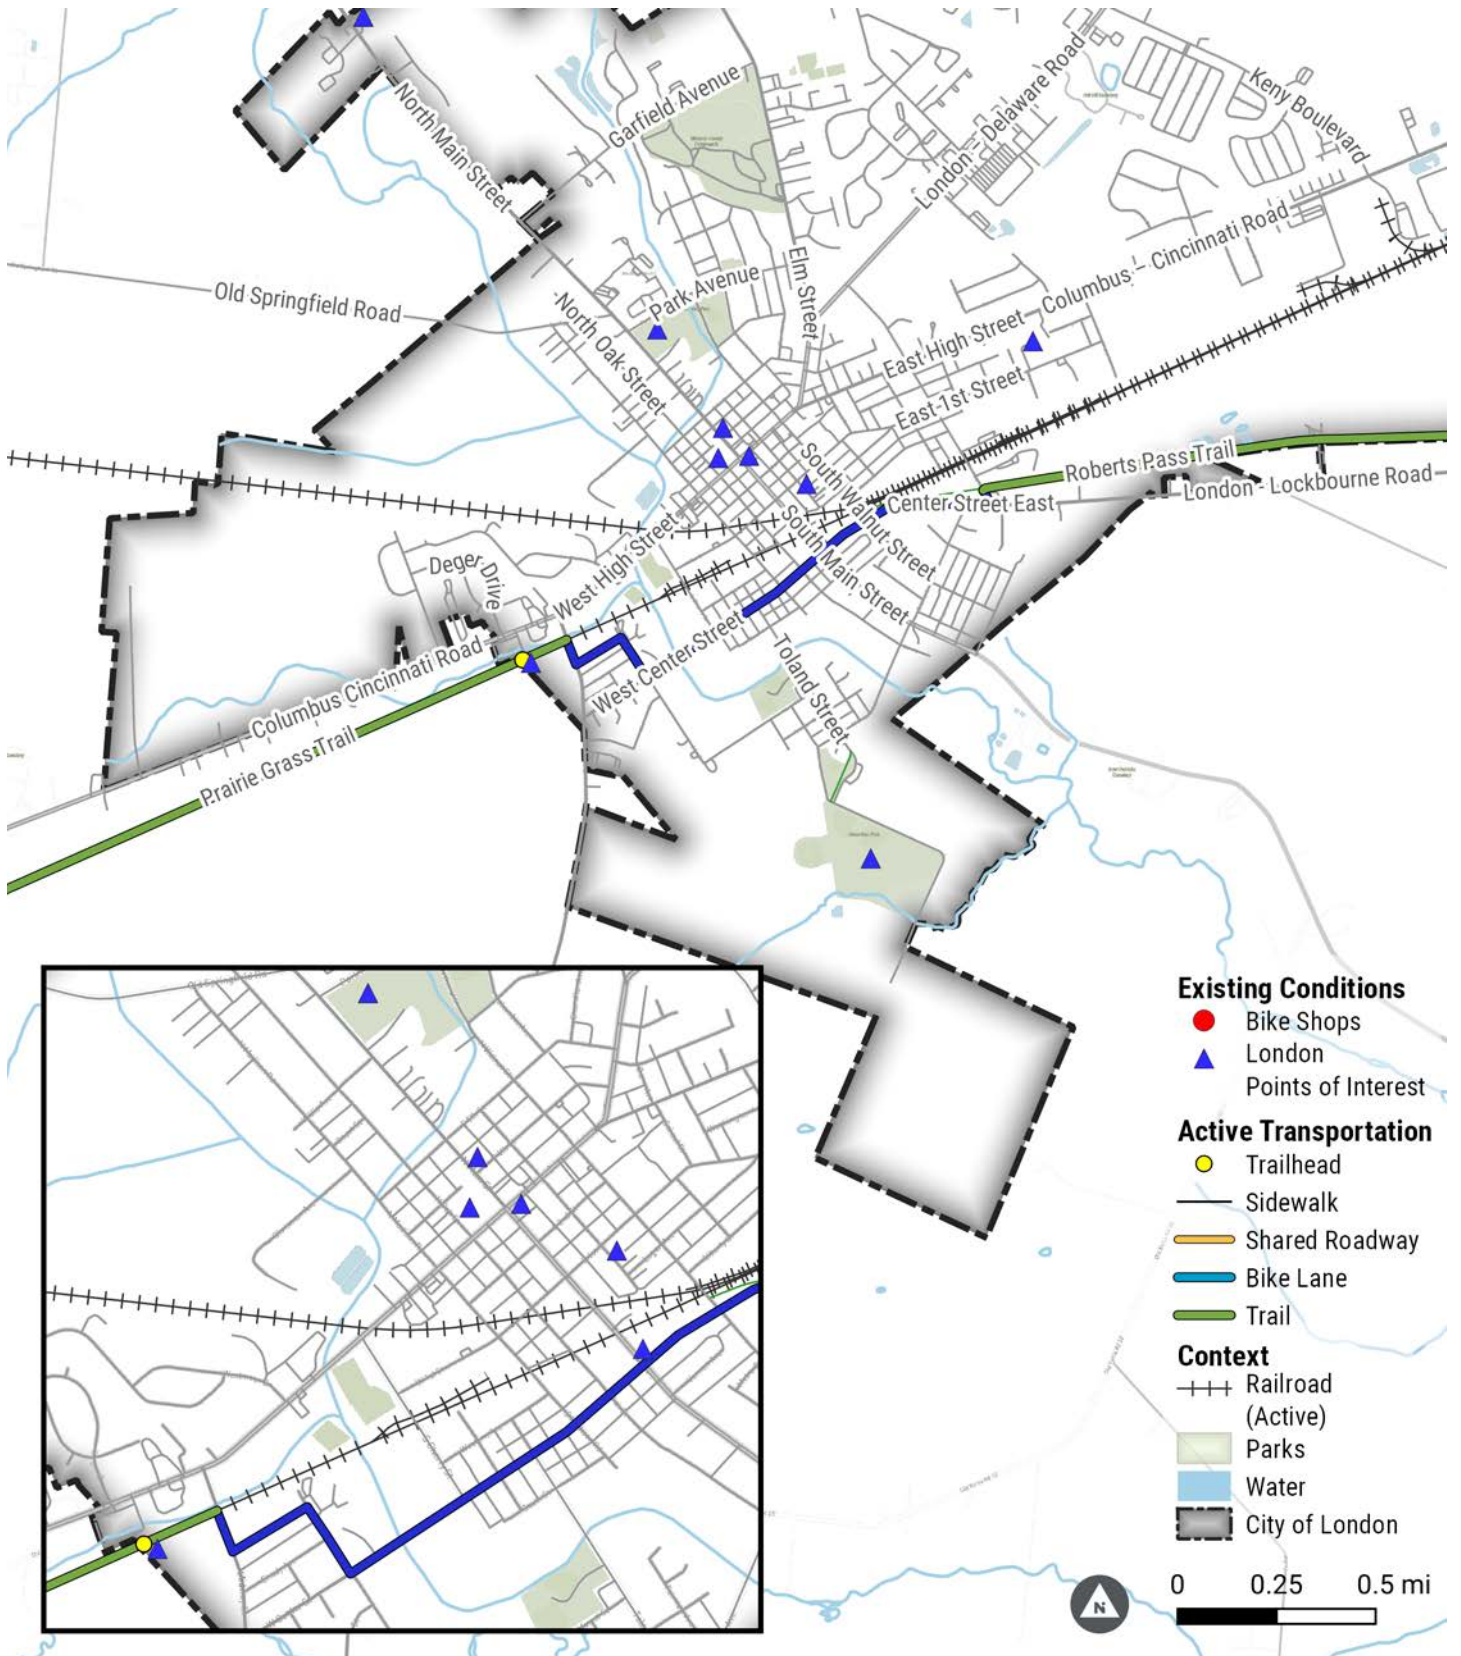 Garfield Avenue
North Main Street
London - Delaware Road
Keny Boulevard
Columbus - Cincinnati Road
Old Springfield Road
Park Avenue
Elm Street
North Oak Street
East High Street
East 1st Street
South Walnut Street
Roberts Pass Trail
London - Lockbourne Road
Center Street East
South Main Street
West High Street
Deger Drive
West Center Street
Toland Street
Columbus Cincinnati Road
Prairie Grass Trail
Existing Conditions
Bike Shops
London
Points of Interest
Active Transportation
Trailhead
Sidewalk
Shared Roadway
Bike Lane
Trail
Context
Railroad
(Active)
Parks
Water
City of London
N
0 0.25 0.5 mi